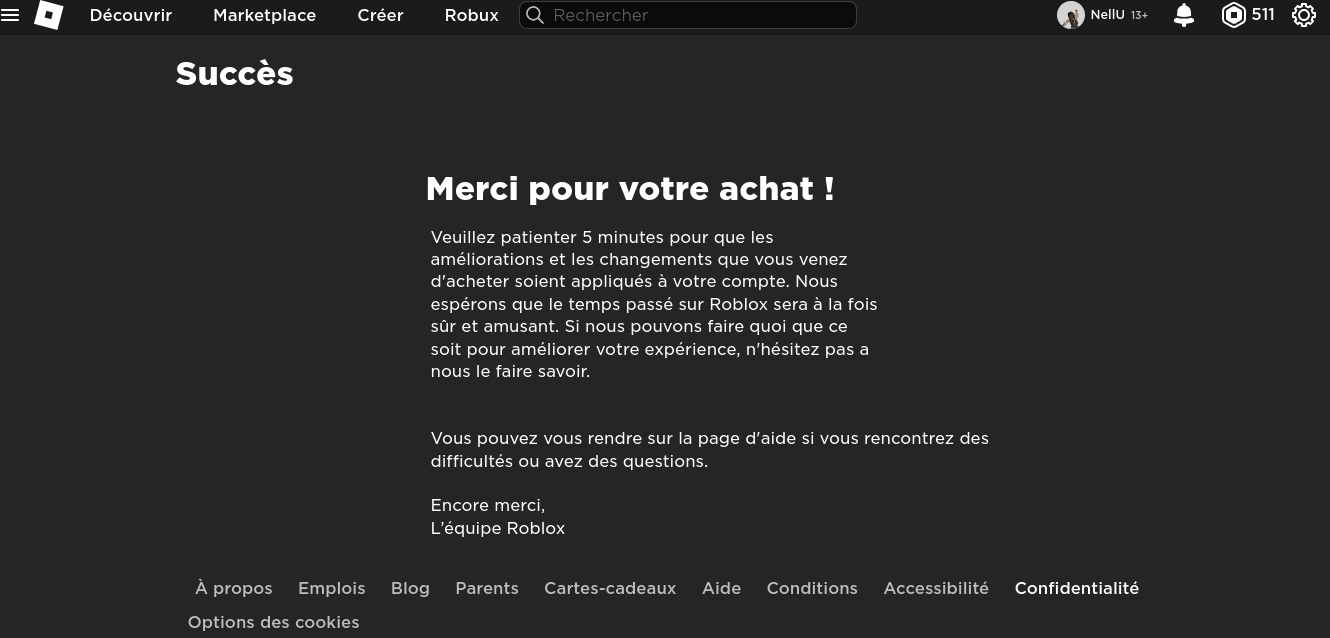 Découvrir Marketplace Créer Robux Rechercher NellU 13+ 511
Succès
Merci pour votre achat !
Veuillez patienter 5 minutes pour que les
améliorations et les changements que vous venez
d'acheter soient appliqués à votre compte. Nous
espérons que le temps passé sur Roblox sera à la fois
sûr et amusant. Si nous pouvons faire quoi que ce
soit pour améliorer votre expérience, n'hésitez pas a
nous le faire savoir.
Vous pouvez vous rendre sur la page d'aide si vous rencontrez des
difficultés ou avez des questions.
Encore merci,
L’équipe Roblox
À propos Emplois Blog Parents Cartes-cadeaux Aide Conditions Accessibilité Confidentialité
Options des cookies